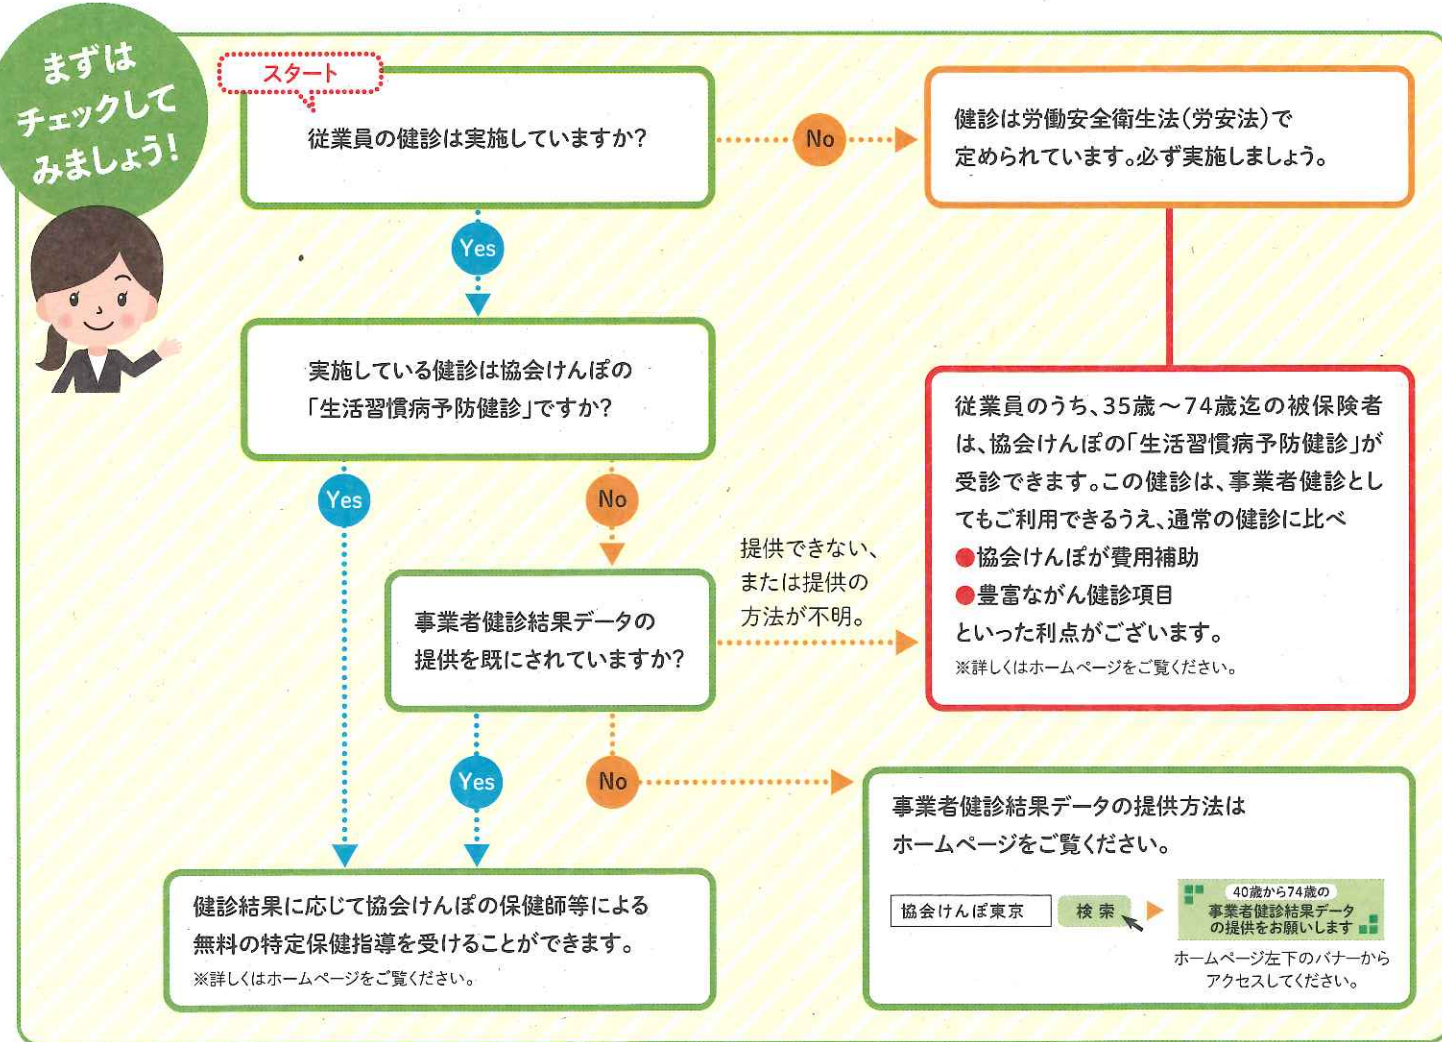 まずは
チェックして
みましょう!
スタート
従業員の健診は実施していますか?
No
健診は労働安全衛生法(労安法)で
定められています。必ず実施しましょう。
Yes
実施している健診は協会けんぽの
「生活習慣病予防健診」ですか?
Yes
No
提供できない、
または提供の
方法が不明。
従業員のうち、35歳～74歳迄の被保険者
は、協会けんぽの「生活習慣病予防健診」が
受診できます。この健診は、事業者健診とし
てもご利用できるうえ、通常の健診に比べ
●協会けんぽが費用補助
●豊富ながん健診項目
といった利点がございます。
※詳しくはホームページをご覧ください。
事業者健診結果データの
提供を既にされていますか?
Yes
No
事業者健診結果データの提供方法は
ホームページをご覧ください。
協会けんぽ東京
検索
40歳から74歳の
事業者健診結果データ
の提供をお願いします
ホームページ左下のバナーから
アクセスしてください。
健診結果に応じて協会けんぽの保健師等による
無料の特定保健指導を受けることができます。
※詳しくはホームページをご覧ください。